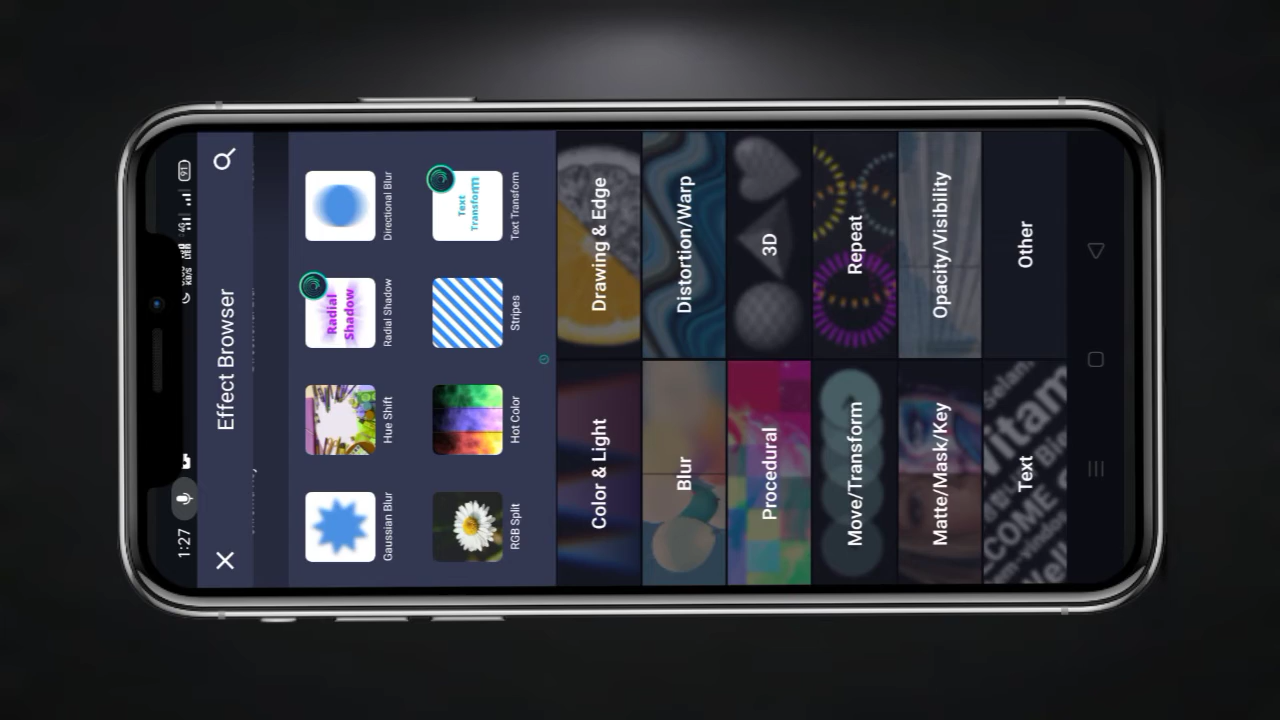 1:27
91
Effect Browser
Gaussian Blur
Hue Shift
Radial Shadow
Radial Shadow
Directional Blur
RGB Split
Hot Color
Stripes
Text Transform
Text Transform
Color & Light
Drawing & Edge
Blur
Distortion/Warp
Procedural
3D
Move/Transform
Repeat
Matte/Mask/Key
Opacity/Visibility
Text
Other